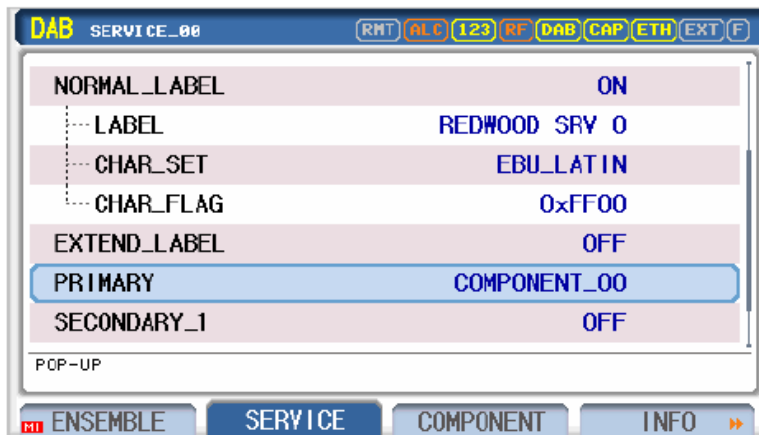 DAB SERVICE_00 RMT ALC 123 RF DAB CAP ETH EXT F
NORMAL_LABEL ON
LABEL REDWOOD SRV 0
CHAR_SET EBU_LATIN
CHAR_FLAG 0xFF00
EXTEND_LABEL OFF
PRIMARY COMPONENT_00
SECONDARY_1 OFF
POP-UP
MI ENSEMBLE SERVICE COMPONENT INFO